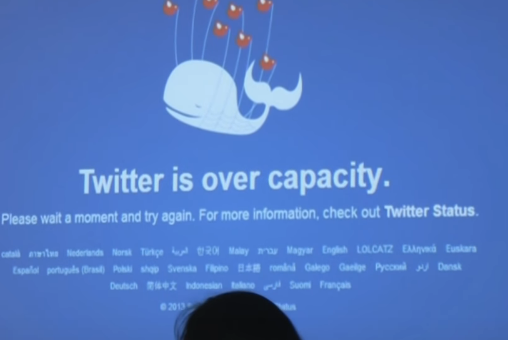 Twitter is over capacity.
Please wait a moment and try again. For more information, check out Twitter Status.
català ภาษาไทย Nederlands Norsk Türkçe العربية 한국어 Malay עברית Magyar English LOLCATZ Ελληνικά Euskara
Español português (Brasil) Polski shqip Svenska Filipino 日本語 română Galego Gaeilge Русский اردو Dansk
Deutsch 简体中文 Indonesian Italiano فارسی Suomi Français
© 2013